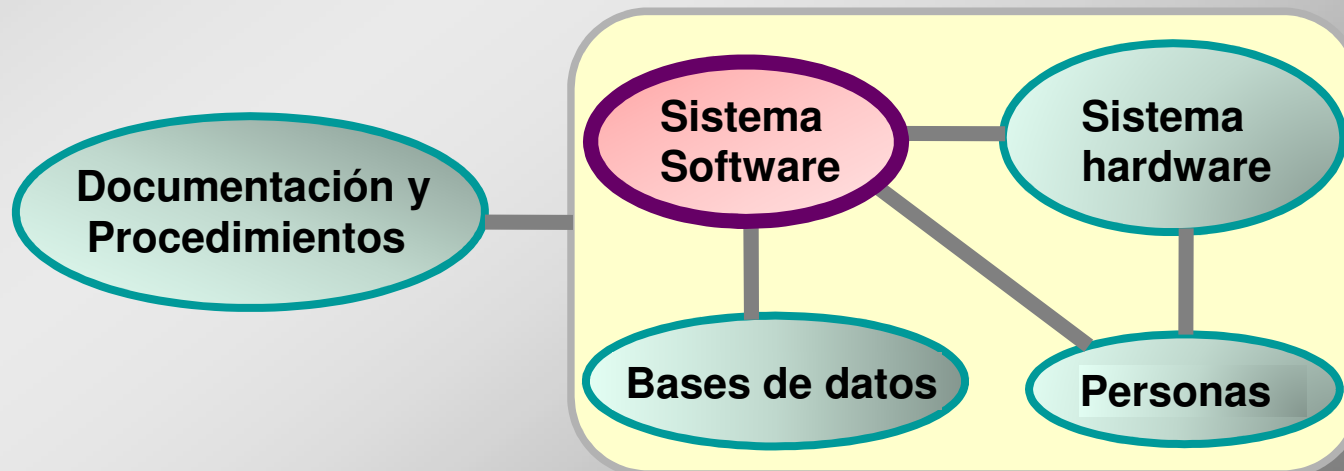 Documentación y
Procedimientos
Sistema
Software
Sistema
hardware
Bases de datos
Personas